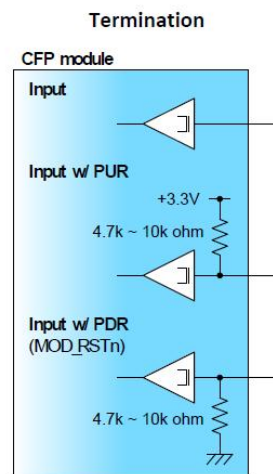 Termination
CFP module
Input
Input w/ PUR
+3.3V
4.7k ~ 10k ohm
Input w/ PDR
(MOD_RSTn)
4.7k ~ 10k ohm